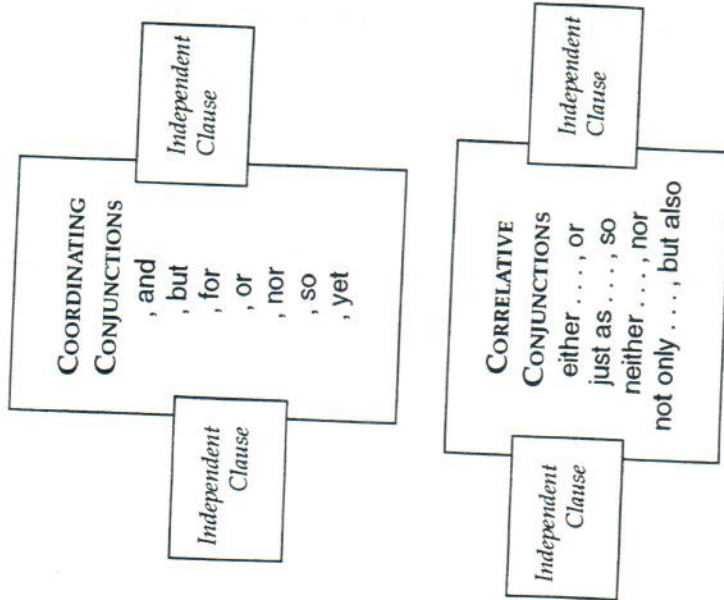 Independent
Clause
COORDINATING
CONJUNCTIONS
, and
, but
, for
, or
, nor
, so
, yet
Independent
Clause
Independent
Clause
CORRELATIVE
CONJUNCTIONS
either . . . , or
just as . . . , so
neither . . . , nor
not only . . . , but also
Independent
Clause